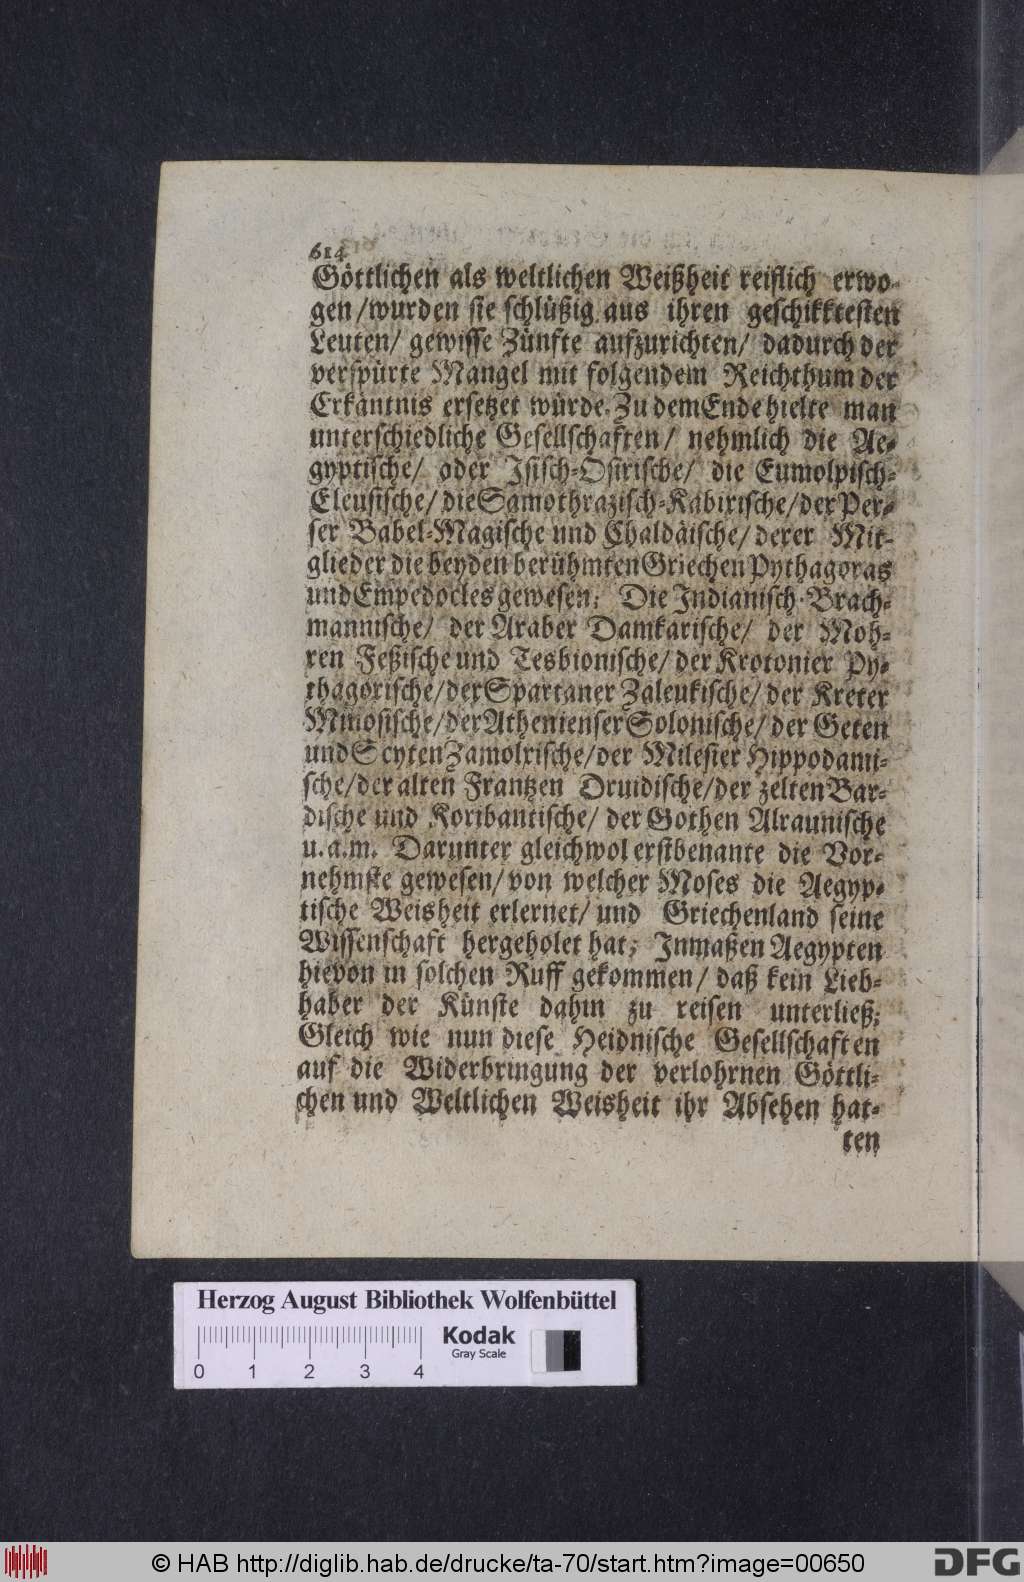 614
Göttlichen als weltlichen Weißheit reiflich erwo-
gen/wurden sie schlüßig aus ihren geschikktesten
Leuten/ gewisse Zünfte aufzurichten/ dadurch der
verspürte Mangel mit folgendem Reichthum der
Erkäntnis ersetzet würde. Zu dem Ende hielte man
unterschiedliche Gesellschaften/ nehmlich die Ae-
gyptische/ oder Isisch-Osirische/ die Eumolpisch-
Eleusische/ die Samothrazisch-Kabirische/ der Per-
ser Babel-Magische und Chaldäische/ derer Mit-
glieder die beyden berühmten Griechen Pythagoras
und Empedocles gewesen; Die Indianisch-Brach-
mannische/ der Araber Damkarische/ der Moh-
ren Feßische und Tesbionische/ der Krotonier Py-
thagorische/ der Spartaner Zaleukische/ der Kreter
Minosische/ der Athenienser Solonische/ der Geten
und Scyten Zamolxische/ der Milesier Hippodami-
sche/ der alten Frantzen Druidische/ der zelten Bar-
dische und Koribantische/ der Gothen Alraunische
u.a.m. Darunter gleichwol erstbenante die Vor-
nehmste gewesen/ von welcher Moses die Aegyp-
tische Weisheit erlernet/ und Griechenland seine
Wissenschaft hergeholet hat; Inmaßen Aegypten
hievon in solchen Ruff gekommen/ daß kein Lieb-
haber der Künste dahin zu reisen unterließ;
Gleich wie nun diese Heidnische Gesellschaften
auf die Widerbringung der verlohrnen Göttli-
chen und Weltlichen Weisheit ihr Absehen hat-
ten
Herzog August Bibliothek Wolfenbüttel
Kodak
Gray Scale
0 1 2 3 4
© HAB http://diglib.hab.de/drucke/ta-70/start.htm?image=00650
DFG